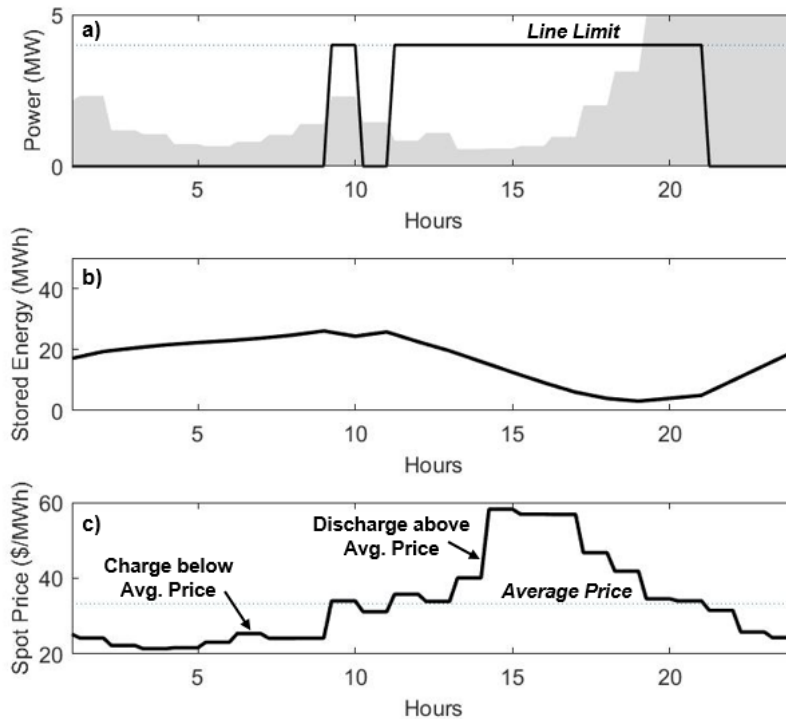 a)
Line Limit
Power (MW)
5
0
5
10
15
20
Hours
b)
Stored Energy (MWh)
40
20
0
5
10
15
20
Hours
c)
Spot Price ($/MWh)
60
40
20
Discharge above
Avg. Price
Charge below
Avg. Price
Average Price
5
10
15
20
Hours